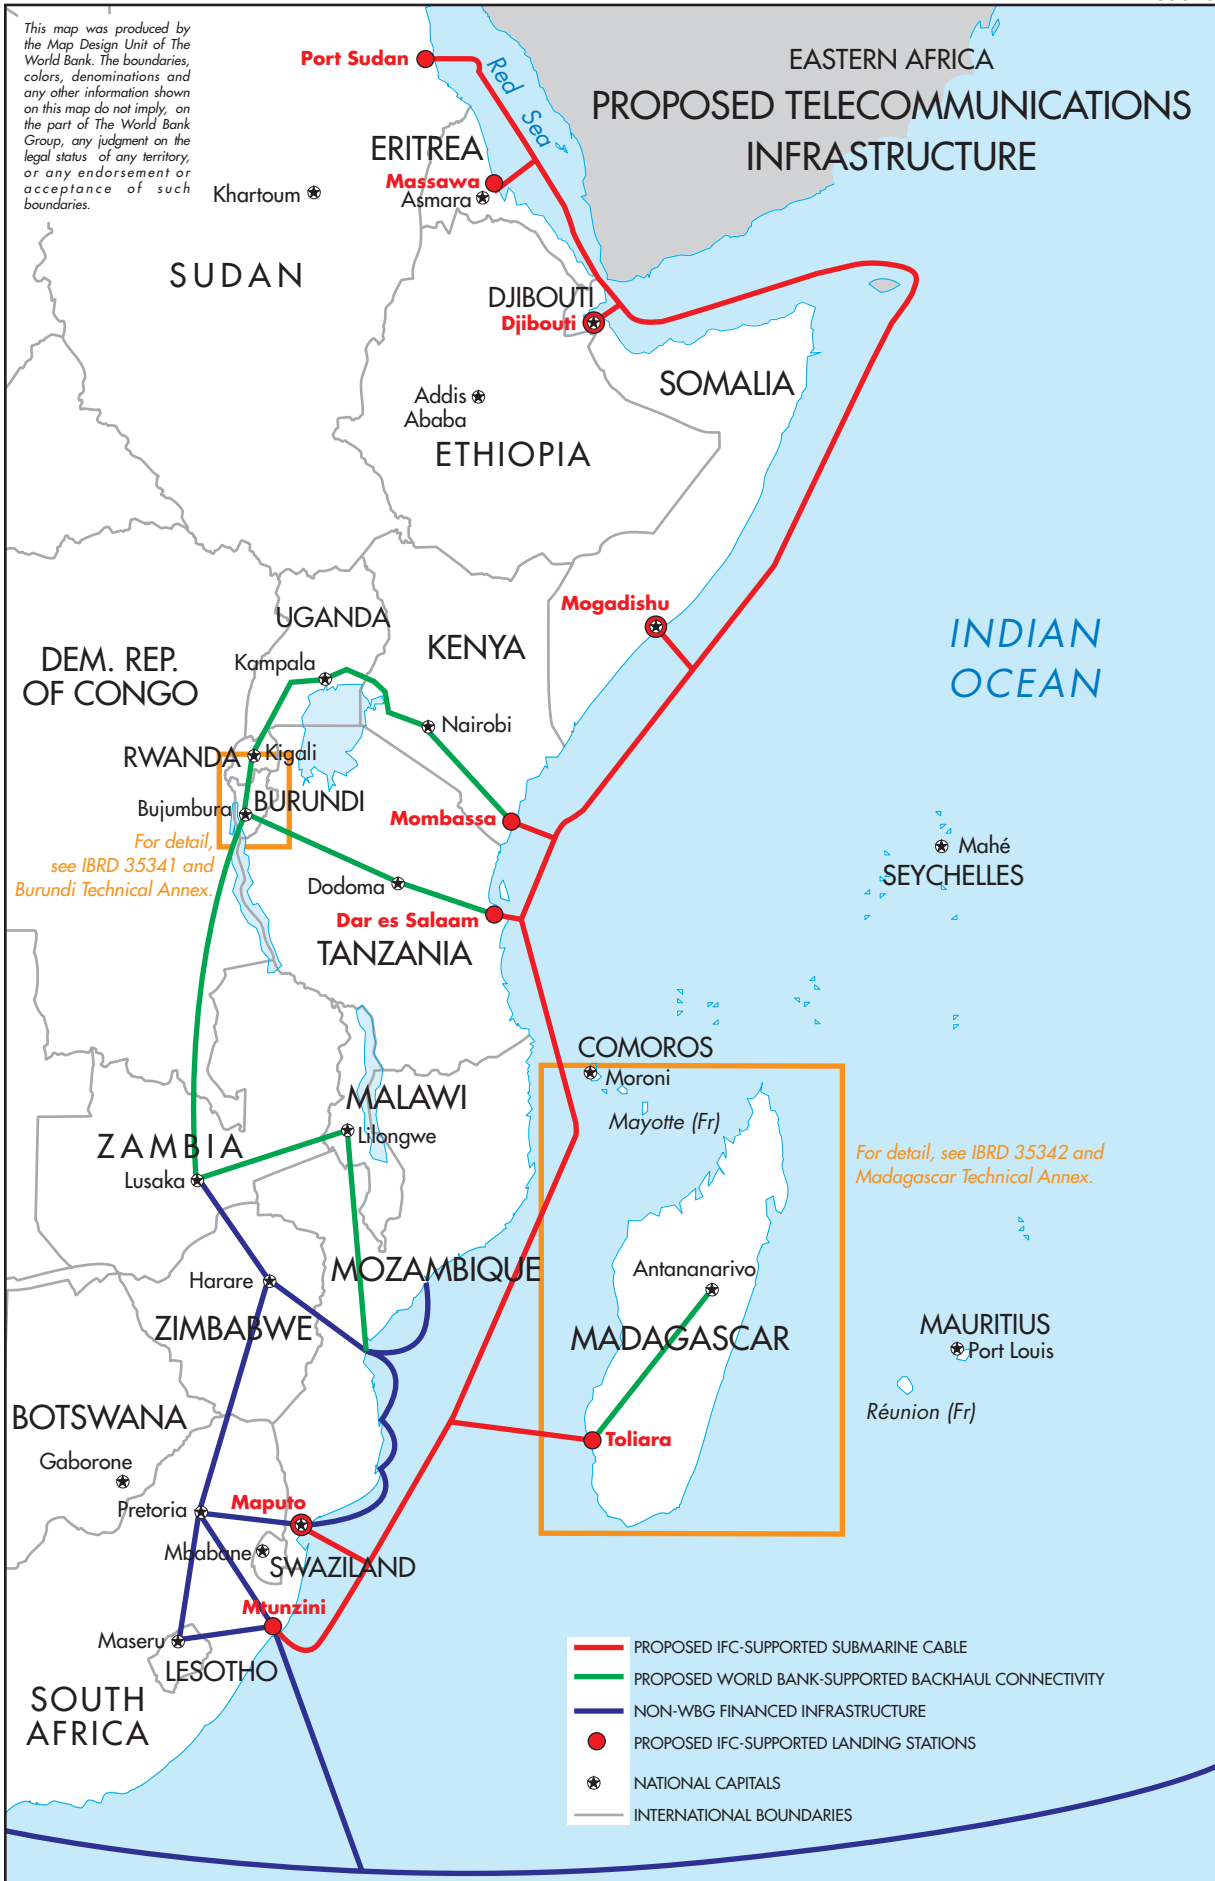 This map was produced by
the Map Design Unit of The
World Bank. The boundaries,
colors, denominations and
any other information shown
on this map do not imply, on
the part of The World Bank
Group, any judgment on the
legal status of any territory,
or any endorsement or
acceptance of such
boundaries.
EASTERN AFRICA
PROPOSED TELECOMMUNICATIONS
INFRASTRUCTURE
Port Sudan
Red Sea
ERITREA
Massawa
Asmara
Khartoum
SUDAN
DJIBOUTI
Djibouti
SOMALIA
Addis
Ababa
ETHIOPIA
Mogadishu
UGANDA
KENYA
INDIAN
OCEAN
DEM. REP.
OF CONGO
Kampala
Nairobi
RWANDA
Kigali
Bujumbura
BURUNDI
Mombassa
For detail,
see IBRD 35341 and
Burundi Technical Annex.
Mahé
SEYCHELLES
Dodoma
Dar es Salaam
TANZANIA
COMOROS
Moroni
Mayotte (Fr)
MALAWI
Lilongwe
ZAMBIA
Lusaka
For detail, see IBRD 35342 and
Madagascar Technical Annex.
Harare
MOZAMBIQUE
Antananarivo
ZIMBABWE
MADAGASCAR
MAURITIUS
Port Louis
Réunion (Fr)
BOTSWANA
Gaborone
Toliara
Pretoria
Maputo
Mbabane
SWAZILAND
Mtunzini
Maseru
LESOTHO
SOUTH
AFRICA
PROPOSED IFC-SUPPORTED SUBMARINE CABLE
PROPOSED WORLD BANK-SUPPORTED BACKHAUL CONNECTIVITY
NON-WBG FINANCED INFRASTRUCTURE
PROPOSED IFC-SUPPORTED LANDING STATIONS
NATIONAL CAPITALS
INTERNATIONAL BOUNDARIES